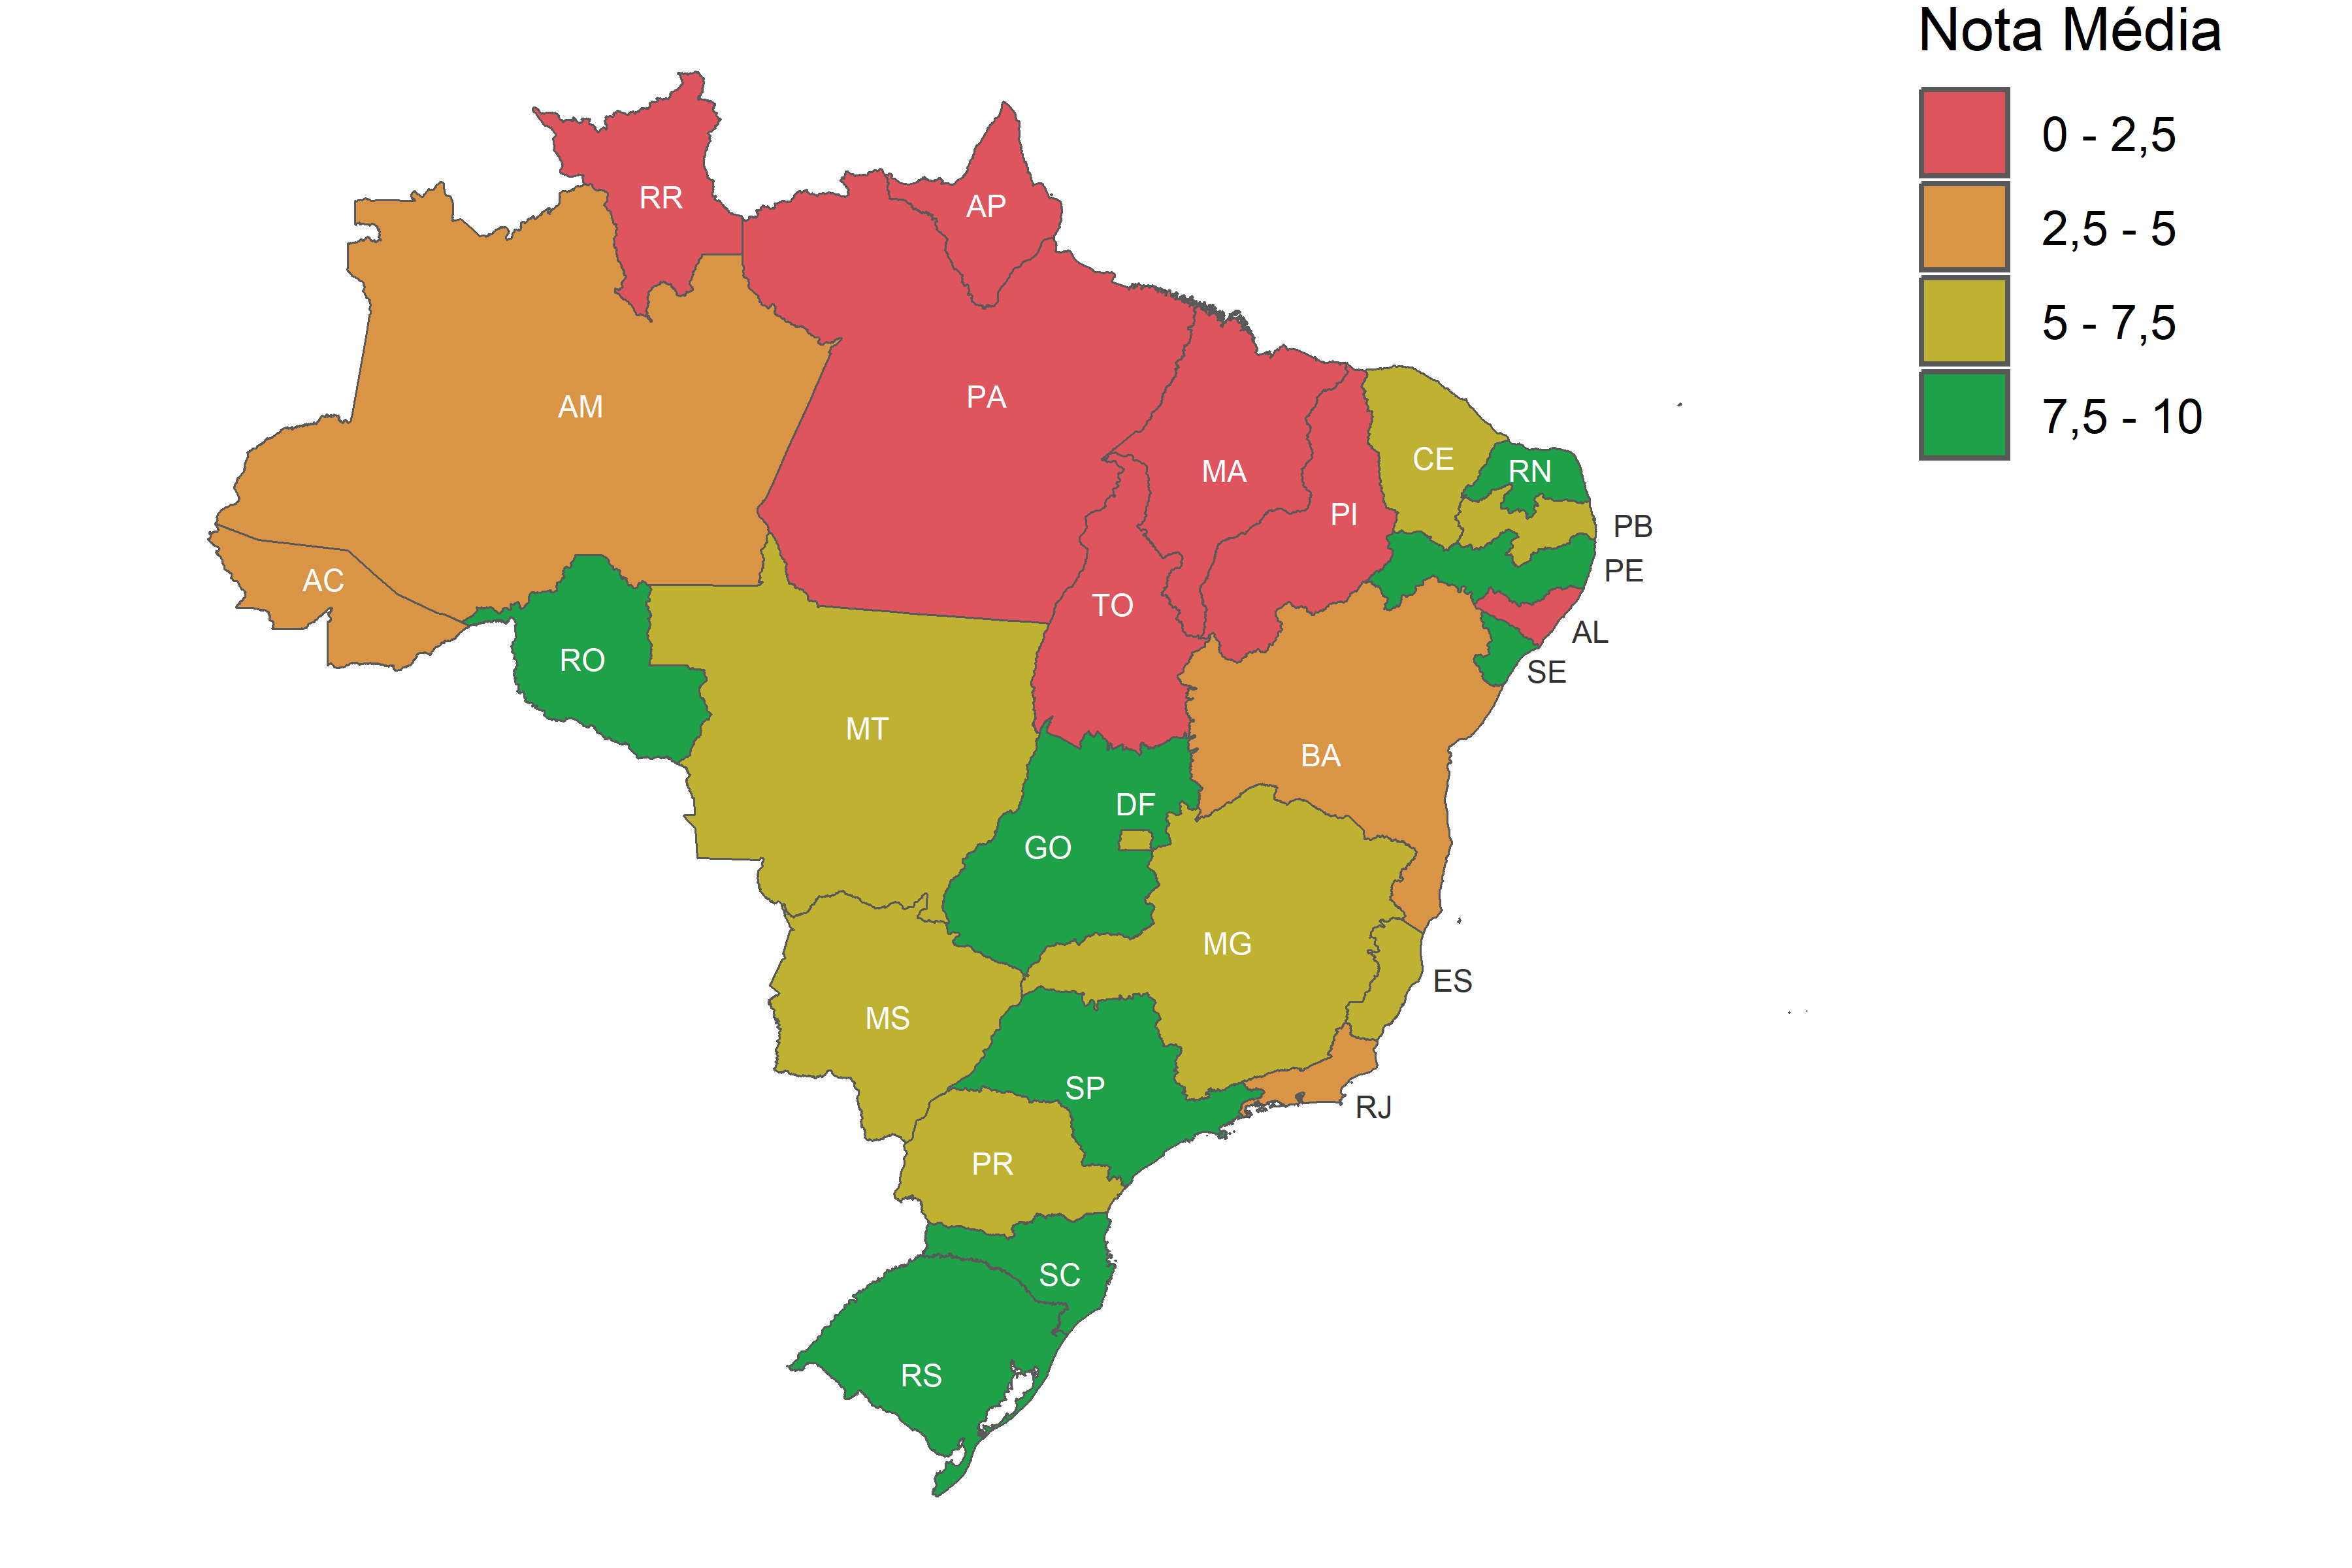 Nota Média
0 - 2,5
2,5 - 5
5 - 7,5
7,5 - 10
RR
AP
AM
PA
CE
MA
RN
PI
PB
PE
AC
TO
AL
RO
SE
MT
BA
DF
GO
MG
ES
MS
SP
RJ
PR
SC
RS